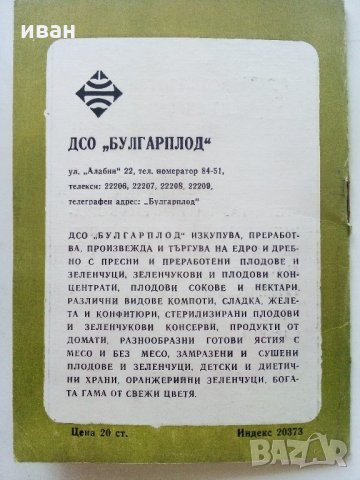 иван
ДСО „БУЛГАРПЛОД"
ул. „Алабин" 22, тел. номератор 84-51,
телекси: 22206, 22207, 22208, 22209,
телеграфен адрес: „Булгарплод"
ДСО „БУЛГАРПЛОД" ИЗКУПУВА, ПРЕРАБОТ-
ВА, ПРОИЗВЕЖДА И ТЪРГУВА НА ЕДРО И ДРЕБ-
НО С ПРЕСНИ И ПРЕРАБОТЕНИ ПЛОДОВЕ И
ЗЕЛЕНЧУЦИ, ЗЕЛЕНЧУКОВИ И ПЛОДОВИ КОН-
ЦЕНТРАТИ, ПЛОДОВИ СОКОВЕ И НЕКТАРИ,
РАЗЛИЧНИ ВИДОВЕ КОМПОТИ, СЛАДКА, ЖЕЛЕ-
ТА И КОНФИТЮРИ, СТЕРИЛИЗИРАНИ ПЛОДОВИ
И ЗЕЛЕНЧУКОВИ КОНСЕРВИ, ПРОДУКТИ ОТ
ДОМАТИ, РАЗНООБРАЗНИ ГОТОВИ ЯСТИЯ С
МЕСО И БЕЗ МЕСО, ЗАМРАЗЕНИ И СУШЕНИ
ПЛОДОВЕ И ЗЕЛЕНЧУЦИ, ДЕТСКИ И ДИЕТИЧ-
НИ ХРАНИ, ОРАНЖЕРИЙНИ ЗЕЛЕНЧУЦИ, БОГА-
ТА ГАМА ОТ СВЕЖИ ЦВЕТЯ.
Цена 20 ст. Индекс 20373
BAZAR